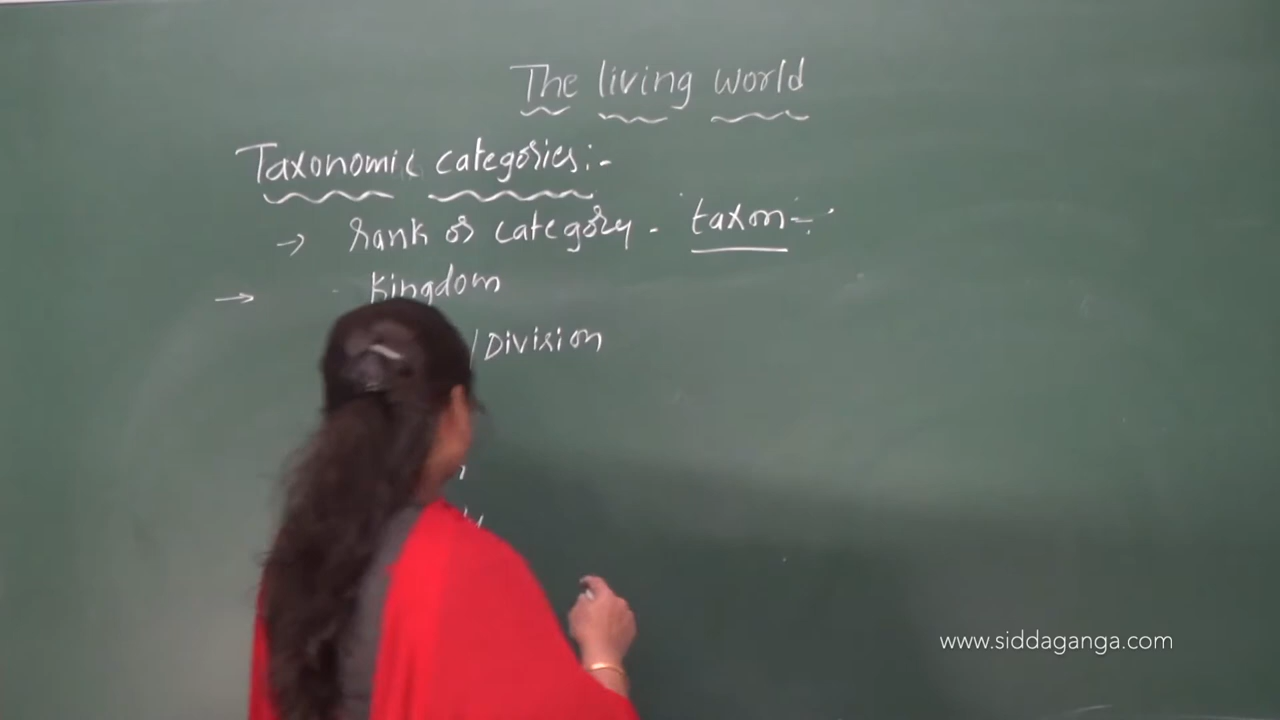 The living world
Taxonomic categories:-
→ Rank or category - taxon:-
→ Kingdom
/Division
www.siddaganga.com